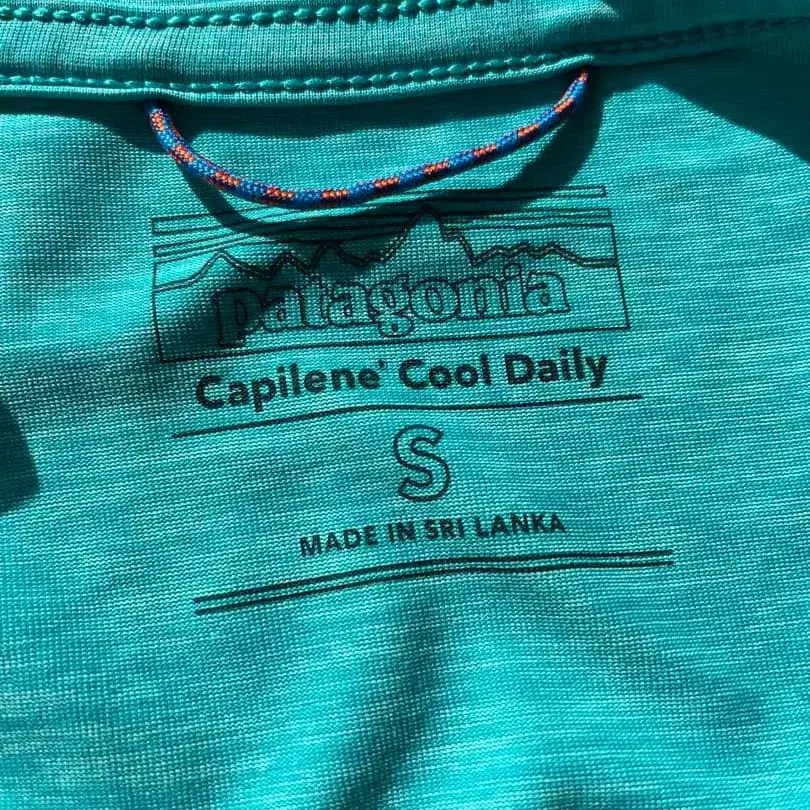 patagonia
Capilene® Cool Daily
S
MADE IN SRI LANKA